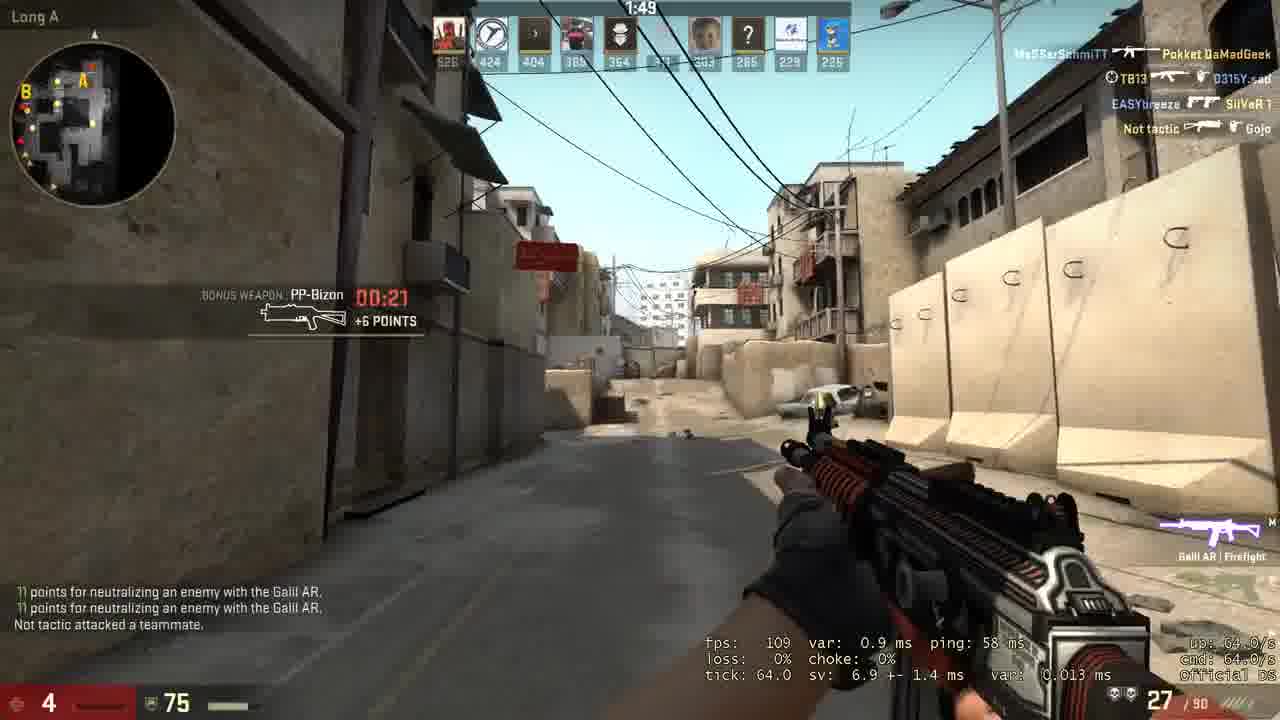 Long A
1:49
526 424 404 385 354 265 229 225
A
B
MeSSerSchmiTT Pokket DaMadGeek
TB13 D315Y.sad
EASYbreeze SilVeR 1
Not tactic Gojo
BONUS WEAPON: PP-Bizon 00:21
+6 POINTS
Galil AR | Firefight
11 points for neutralizing an enemy with the Galil AR.
11 points for neutralizing an enemy with the Galil AR.
Not tactic attacked a teammate.
fps: 109 var: 0.9 ms ping: 58 ms
loss: 0% choke: 0%
tick: 64.0 sv: 6.9 +- 1.4 ms var: 0.013 ms
up: 64.0/s
cmd: 64.0/s
official DS
4 75
27 / 90